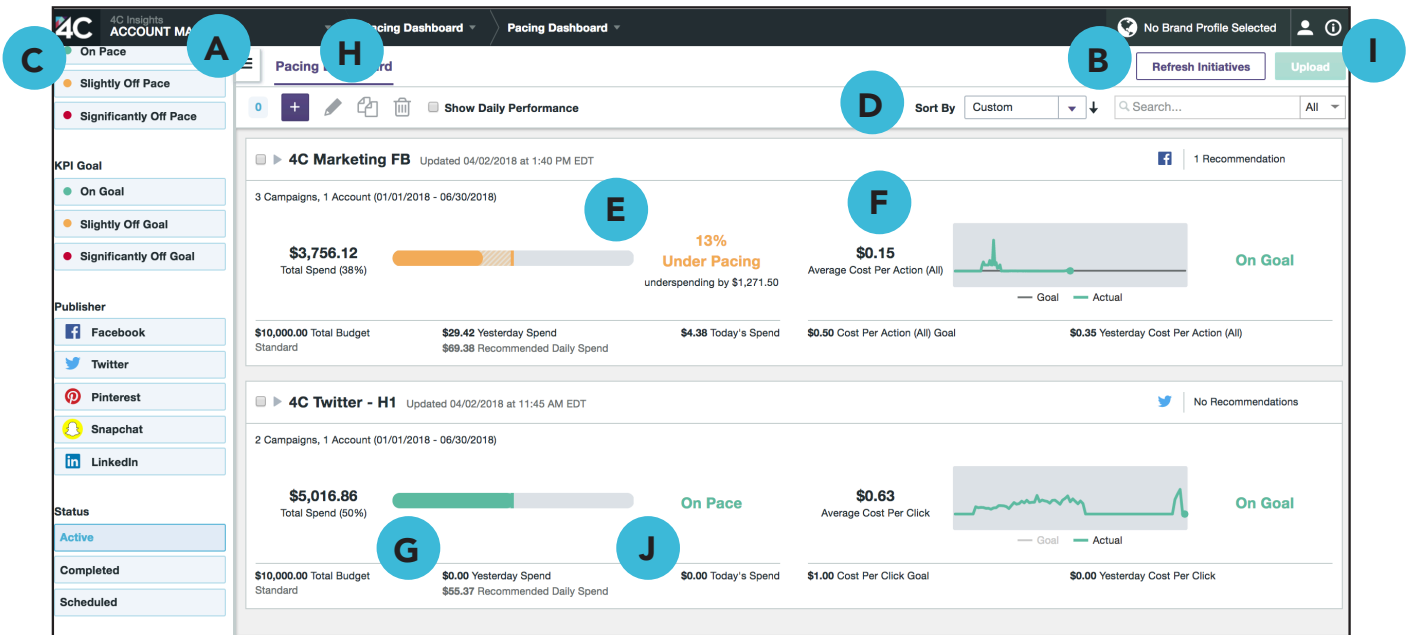 4C
4C Insights
ACCOUNT MA
Pacing Dashboard
No Brand Profile Selected
C
A
H
B
I
On Pace
Slightly Off Pace
Significantly Off Pace
KPI Goal
On Goal
Slightly Off Goal
Significantly Off Goal
Publisher
Facebook
Twitter
Pinterest
Snapchat
LinkedIn
Status
Active
Completed
Scheduled
Pacing
Refresh Initiatives
Upload
0
+
Show Daily Performance
D
Sort By
Custom
Search...
All
4C Marketing FB Updated 04/02/2018 at 1:40 PM EDT
1 Recommendation
3 Campaigns, 1 Account (01/01/2018 - 06/30/2018)
E
F
$3,756.12
Total Spend (38%)
13%
Under Pacing
underspending by $1,271.50
$0.15
Average Cost Per Action (All)
Goal Actual
On Goal
$10,000.00 Total Budget
Standard
$29.42 Yesterday Spend
$69.38 Recommended Daily Spend
$4.38 Today's Spend
$0.50 Cost Per Action (All) Goal
$0.35 Yesterday Cost Per Action (All)
4C Twitter - H1 Updated 04/02/2018 at 11:45 AM EDT
No Recommendations
2 Campaigns, 1 Account (01/01/2018 - 06/30/2018)
$5,016.86
Total Spend (50%)
On Pace
$0.63
Average Cost Per Click
Goal Actual
On Goal
G
J
$10,000.00 Total Budget
Standard
$0.00 Yesterday Spend
$55.37 Recommended Daily Spend
$0.00 Today's Spend
$1.00 Cost Per Click Goal
$0.00 Yesterday Cost Per Click